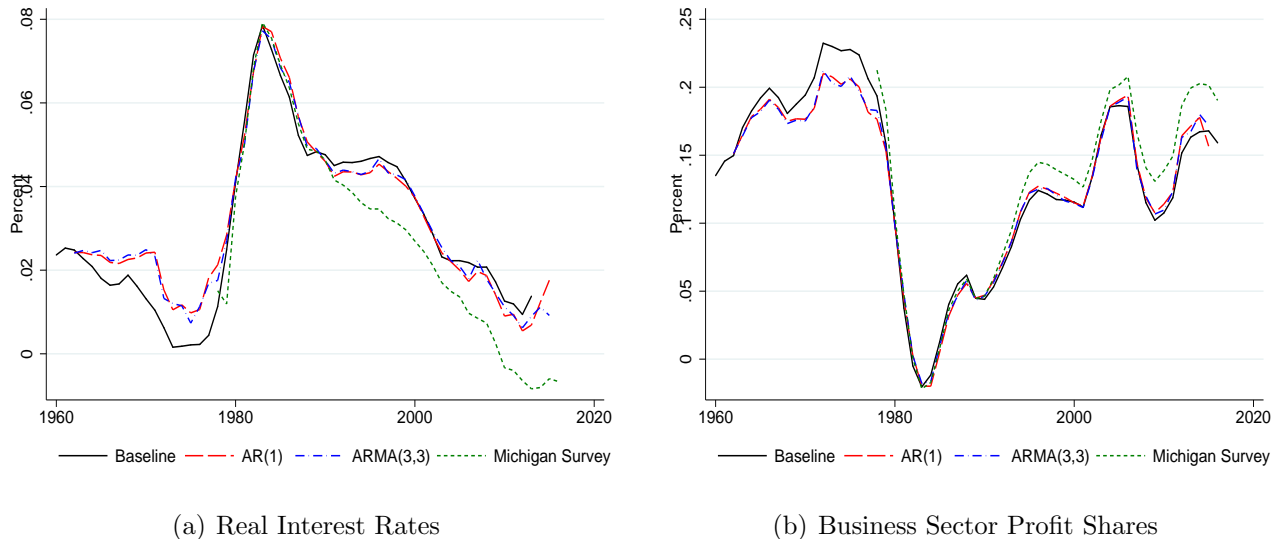 .08
.06
.04
.02
0
Percent
1960
1980
2000
2020
Baseline
AR(1)
ARMA(3,3)
Michigan Survey
(a) Real Interest Rates
.25
.2
.15
.1
.05
0
Percent
1960
1980
2000
2020
Baseline
AR(1)
ARMA(3,3)
Michigan Survey
(b) Business Sector Profit Shares